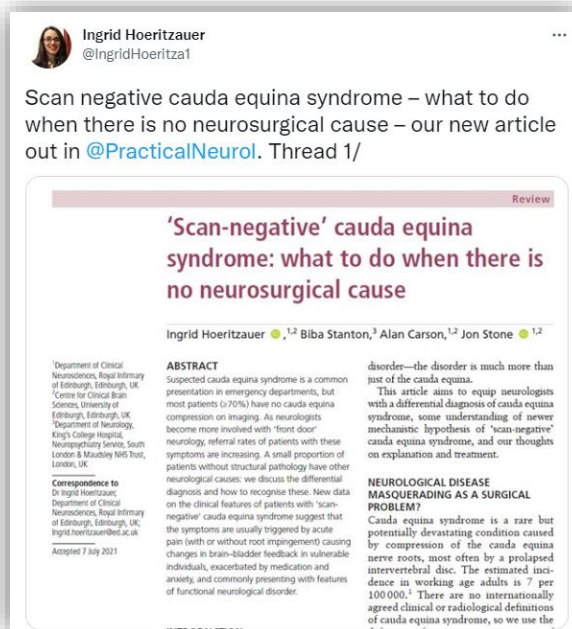 Ingrid Hoeritzauer
@IngridHoeritza1
...
Scan negative cauda equina syndrome – what to do
when there is no neurosurgical cause – our new article
out in @PracticalNeurol. Thread 1/
Review
‘Scan-negative’ cauda equina
syndrome: what to do when there is
no neurosurgical cause
Ingrid Hoeritzauer ,1,2 Biba Stanton,3 Alan Carson,1,2 Jon Stone 1,2
1Department of Clinical
Neurosciences, Royal Infirmary
of Edinburgh, Edinburgh, UK
2Centre for Clinical Brain
Sciences, University of
Edinburgh, Edinburgh, UK
3Department of Neurology,
King's College Hospital,
Neuropsychiatry Service, South
London & Maudsley NHS Trust,
London, UK
Correspondence to
Dr Ingrid Hoeritzauer,
Department of Clinical
Neurosciences, Royal Infirmary
of Edinburgh, Edinburgh, UK;
Ingrid.hoeritzauer@ed.ac.uk
Accepted 7 July 2021
ABSTRACT
Suspected cauda equina syndrome is a common
presentation in emergency departments, but
most patients (≥70%) have no cauda equina
compression on imaging. As neurologists
become more involved with ‘front door’
neurology, referral rates of patients with these
symptoms are increasing. A small proportion of
patients without structural pathology have other
neurological causes: we discuss the differential
diagnosis and how to recognise these. New data
on the clinical features of patients with ‘scan-
negative’ cauda equina syndrome suggest that
the symptoms are usually triggered by acute
pain (with or without root impingement) causing
changes in brain–bladder feedback in vulnerable
individuals, exacerbated by medication and
anxiety, and commonly presenting with features
of functional neurological disorder.
disorder—the disorder is much more than
just of the cauda equina.
This article aims to equip neurologists
with a differential diagnosis of cauda equina
syndrome, some understanding of newer
mechanistic hypothesis of ‘scan-negative’
cauda equina syndrome, and our thoughts
on explanation and treatment.
NEUROLOGICAL DISEASE
MASQUERADING AS A SURGICAL
PROBLEM?
Cauda equina syndrome is a rare but
potentially devastating condition caused
by compression of the cauda equina
nerve roots, most often by a prolapsed
intervertebral disc. The estimated inci-
dence in working age adults is 7 per
100 000.1 There are no internationally
agreed clinical or radiological definitions
of cauda equina syndrome, so we use the